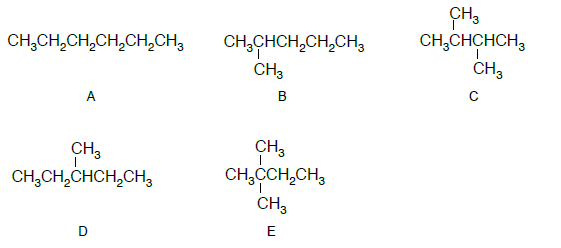 CH₃
CH₃CH₂CH₂CH₂CH₂CH₃ CH₃CHCH₂CH₂CH₃ CH₃CHCHCH₃
CH₃ CH₃
A B C
CH₃ CH₃
CH₃CH₂CHCH₂CH₃ CH₃CCH₂CH₃
CH₃
D E